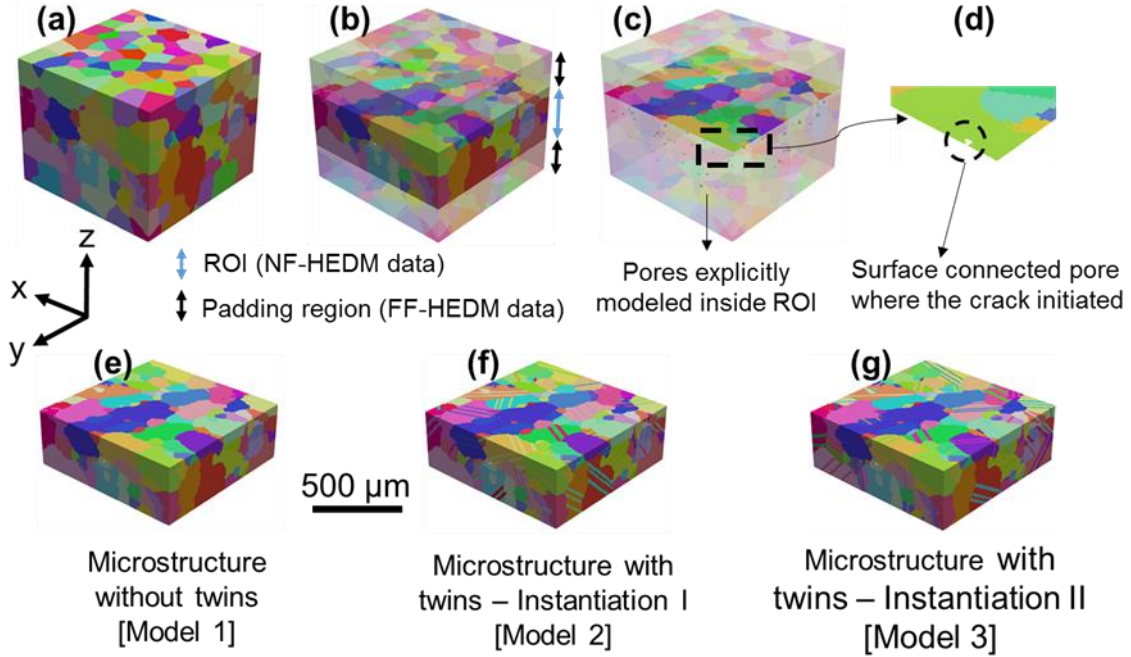 (a)
(b)
(c)
(d)
z
x
y
ROI (NF-HEDM data)
Padding region (FF-HEDM data)
Pores explicitly
modeled inside ROI
Surface connected pore
where the crack initiated
(e)
(f)
(g)
500 µm
Microstructure
without twins
[Model 1]
Microstructure with
twins – Instantiation I
[Model 2]
Microstructure with
twins – Instantiation II
[Model 3]